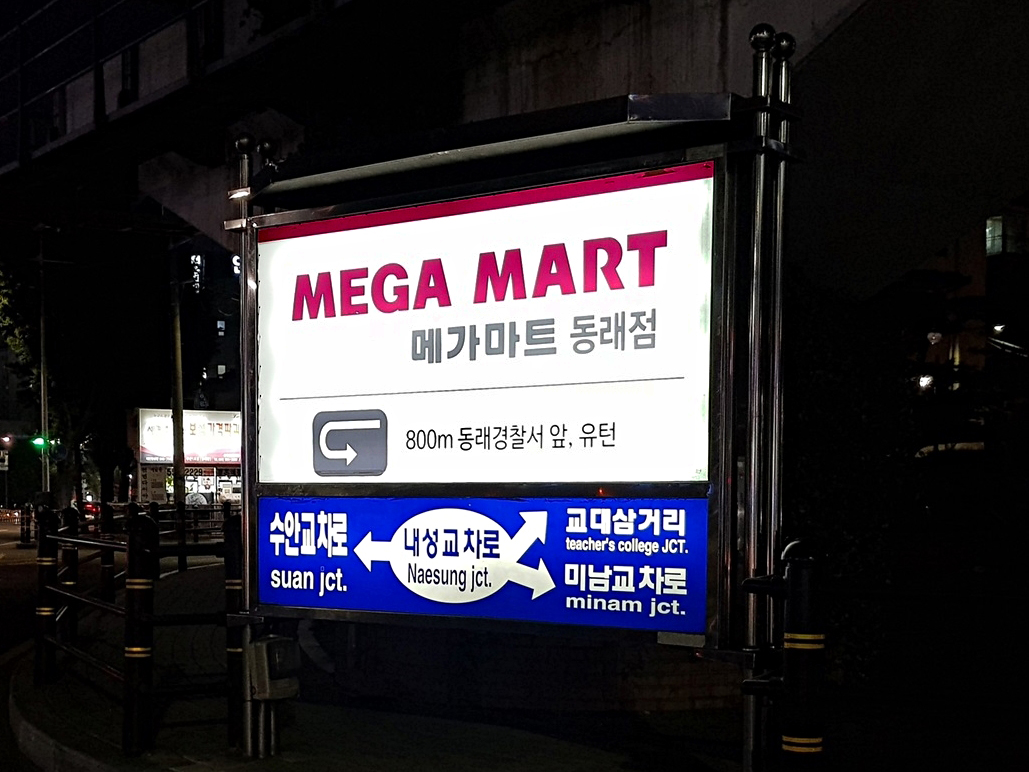 MEGA MART
메가마트 동래점
800m 동래경찰서 앞, 유턴
수안교차로
suan jct.
내성교차로
Naesung jct.
교대삼거리
teacher's college JCT.
미남교차로
minam jct.